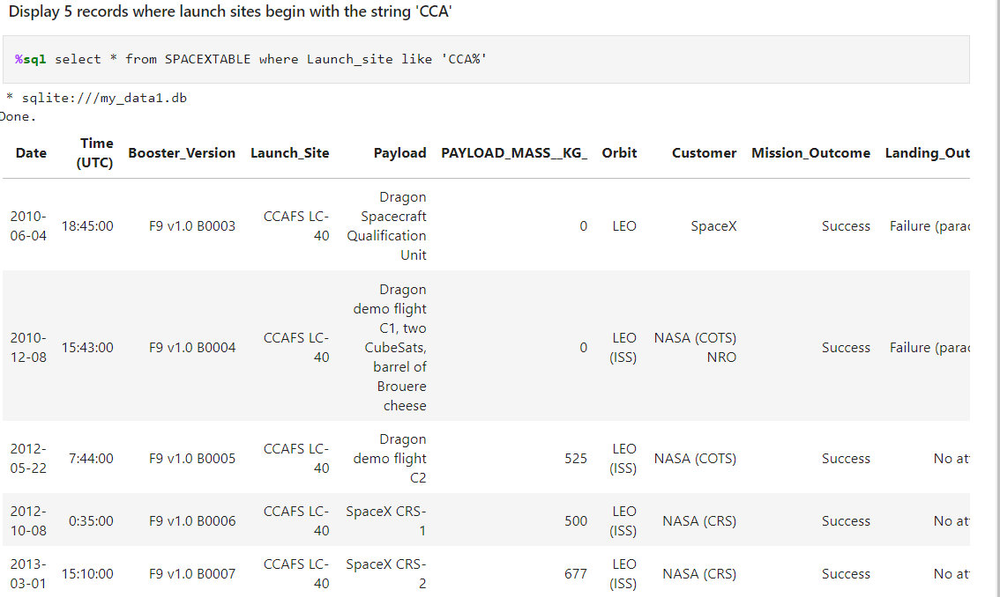 Display 5 records where launch sites begin with the string 'CCA'
%sql select * from SPACEXTABLE where Launch_site like 'CCA%'
* sqlite:///my_data1.db
Done.
Date Time (UTC) Booster_Version Launch_Site Payload PAYLOAD_MASS__KG_ Orbit Customer Mission_Outcome Landing_Out
2010-06-04 18:45:00 F9 v1.0 B0003 CCAFS LC-40 Dragon Spacecraft Qualification Unit 0 LEO SpaceX Success Failure (parac
2010-12-08 15:43:00 F9 v1.0 B0004 CCAFS LC-40 Dragon demo flight C1, two CubeSats, barrel of Brouere cheese 0 LEO (ISS) NASA (COTS) NRO Success Failure (parac
2012-05-22 7:44:00 F9 v1.0 B0005 CCAFS LC-40 Dragon demo flight C2 525 LEO (ISS) NASA (COTS) Success No at
2012-10-08 0:35:00 F9 v1.0 B0006 CCAFS LC-40 SpaceX CRS-1 500 LEO (ISS) NASA (CRS) Success No at
2013-03-01 15:10:00 F9 v1.0 B0007 CCAFS LC-40 SpaceX CRS-2 677 LEO (ISS) NASA (CRS) Success No at